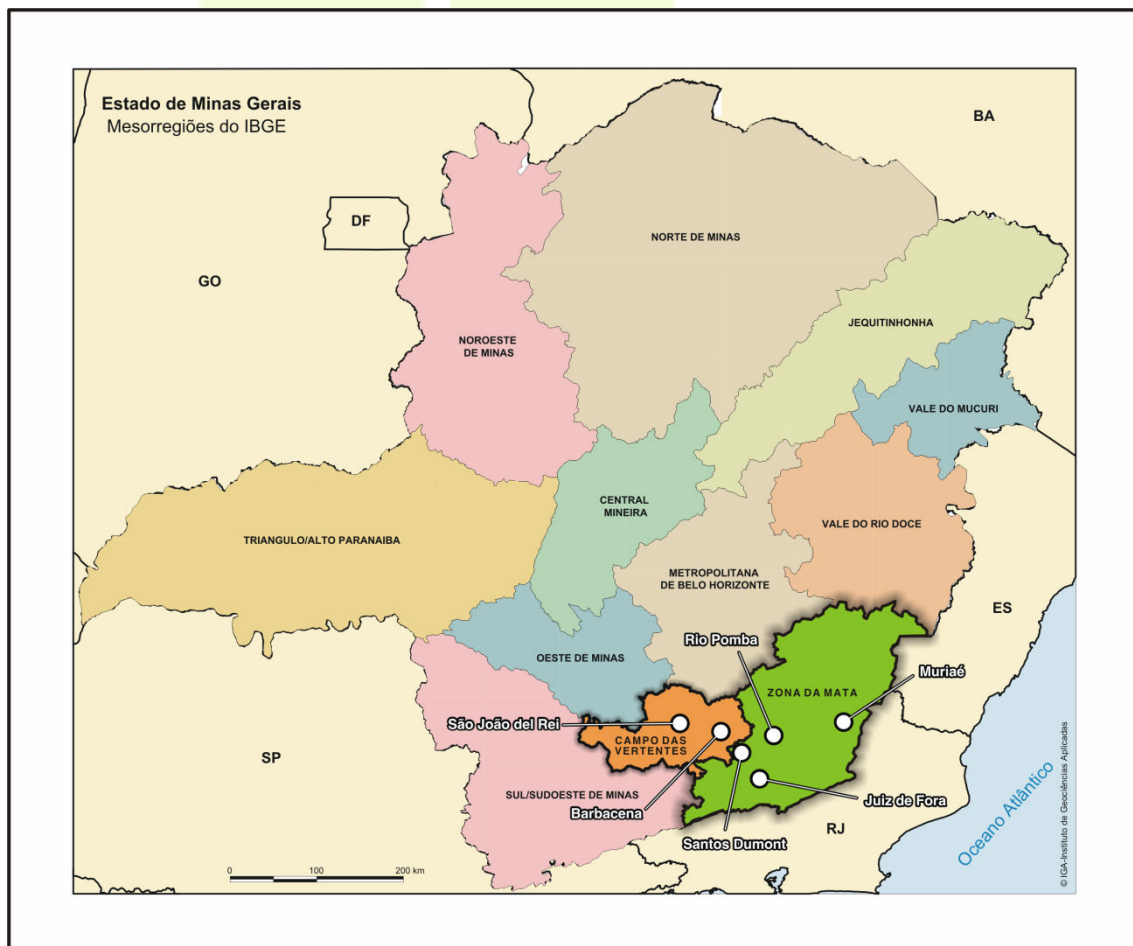 Estado de Minas Gerais
Mesorregiões do IBGE
BA
DF
GO
NORTE DE MINAS
JEQUITINHONHA
NOROESTE
DE MINAS
VALE DO MUCURI
CENTRAL
MINEIRA
VALE DO RIO DOCE
TRIANGULO/ALTO PARANAIBA
METROPOLITANA
DE BELO HORIZONTE
ES
Rio Pomba
OESTE DE MINAS
Muriaé
ZONA DA MATA
São João del Rei
CAMPO DAS
VERTENTES
SP
SUL/SUDOESTE DE MINAS
Barbacena
Juiz de Fora
Santos Dumont
RJ
Oceano Atlântico
0 100 200 km
© IGA-Instituto de Geociências Aplicadas